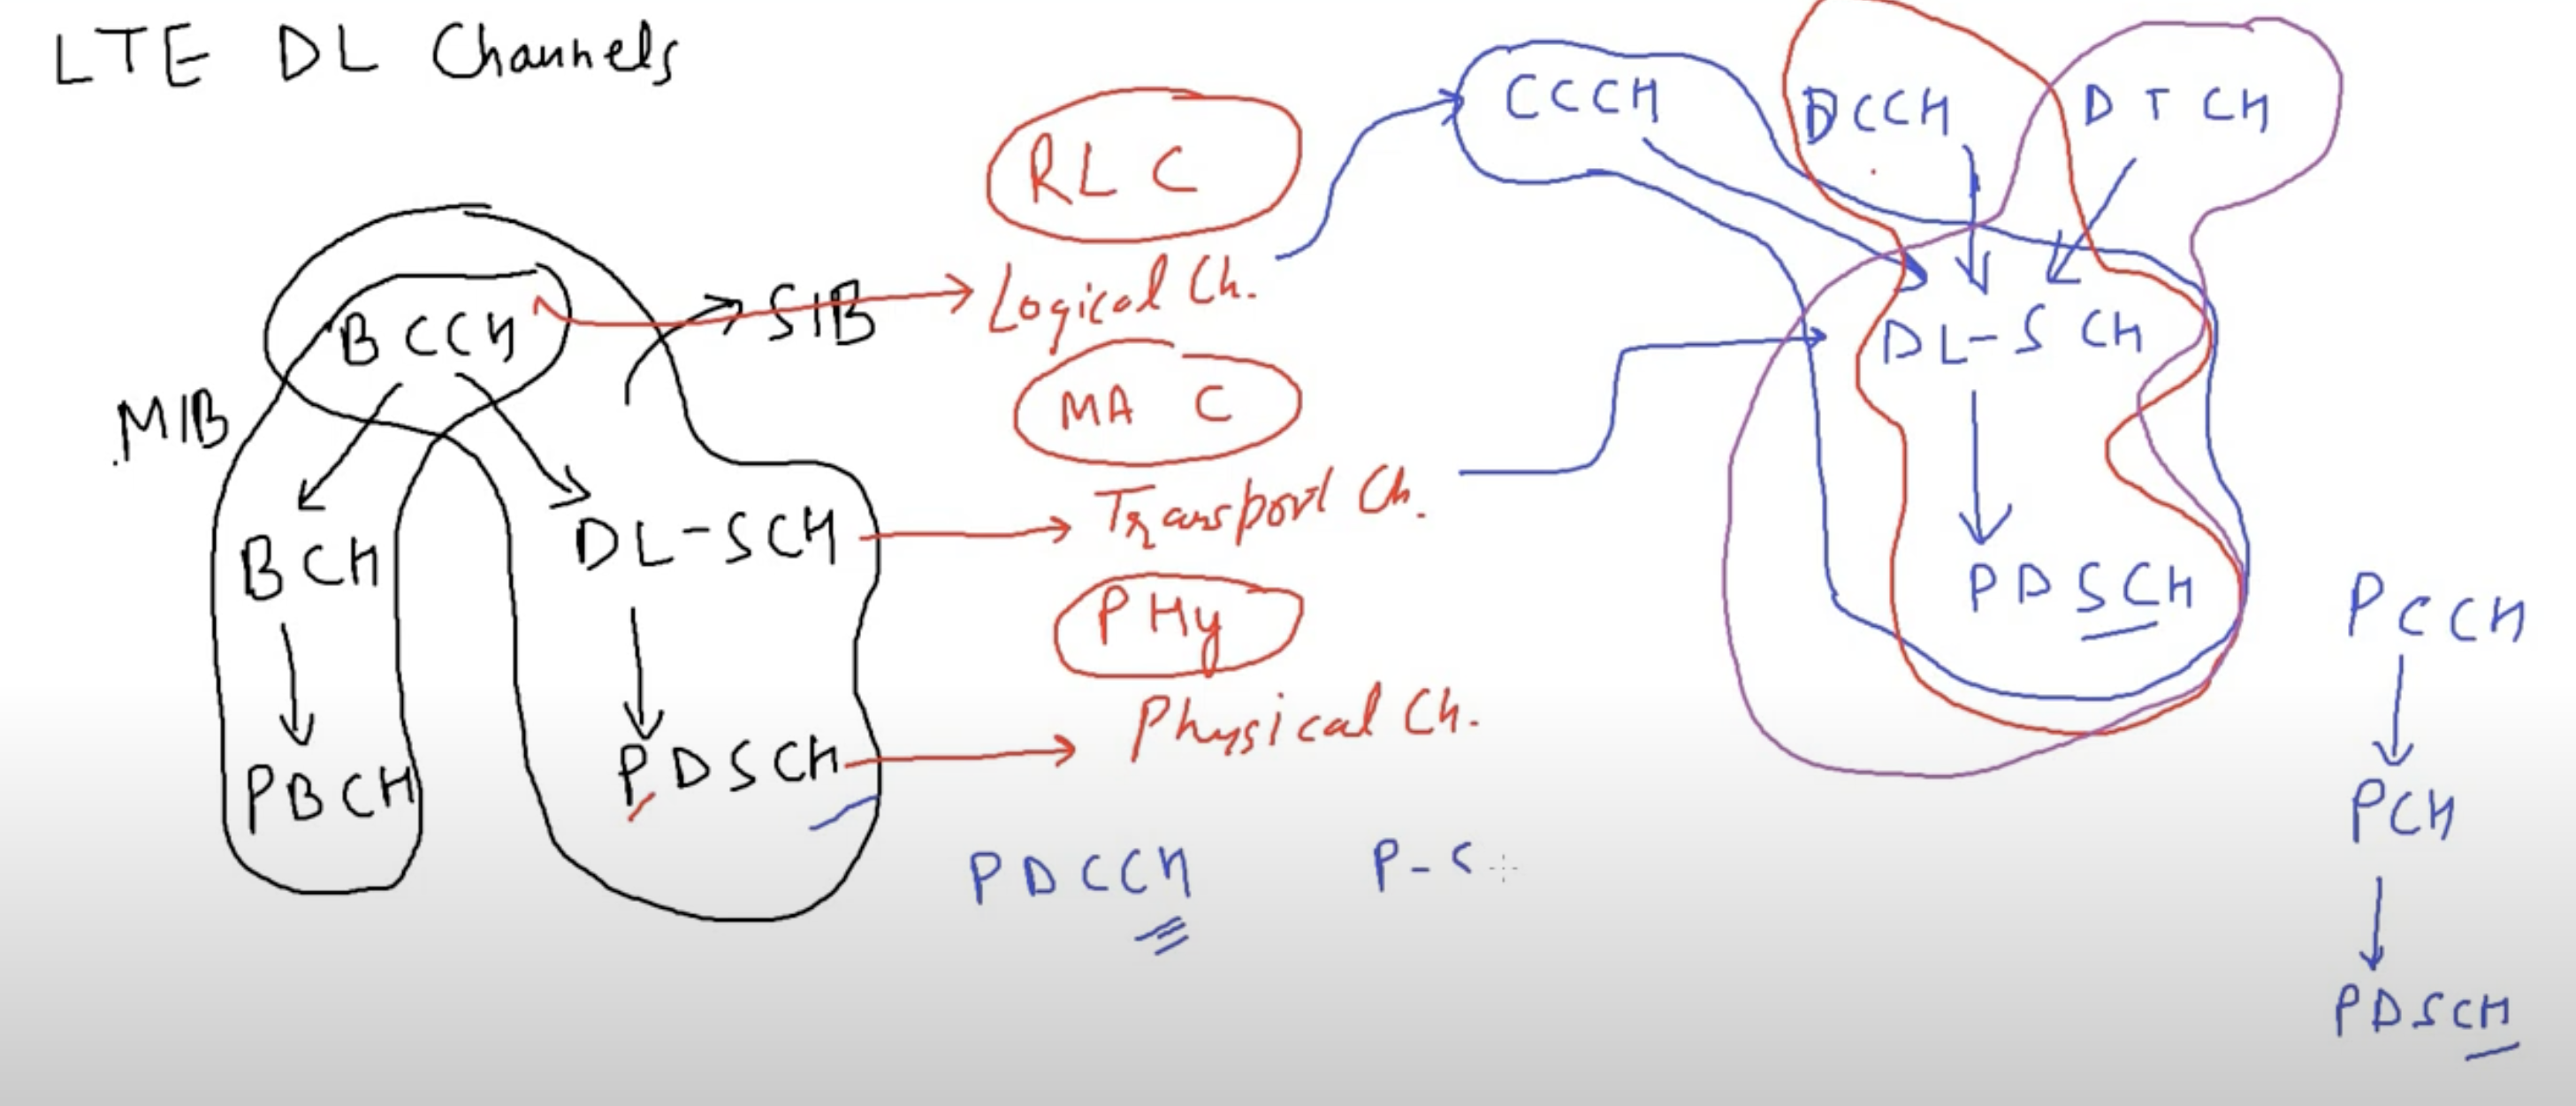 LTE DL Channels
BCCH
MIB
SIB
BCH
DL-SCH
PBCH
PDSCH
RLC
Logical Ch.
MAC
Transport Ch.
PHy
Physical Ch.
PDCCH
P-S
CCCH
DCCH
DTCH
DL-SCH
PDSCH
PCCH
PCH
PDSCH